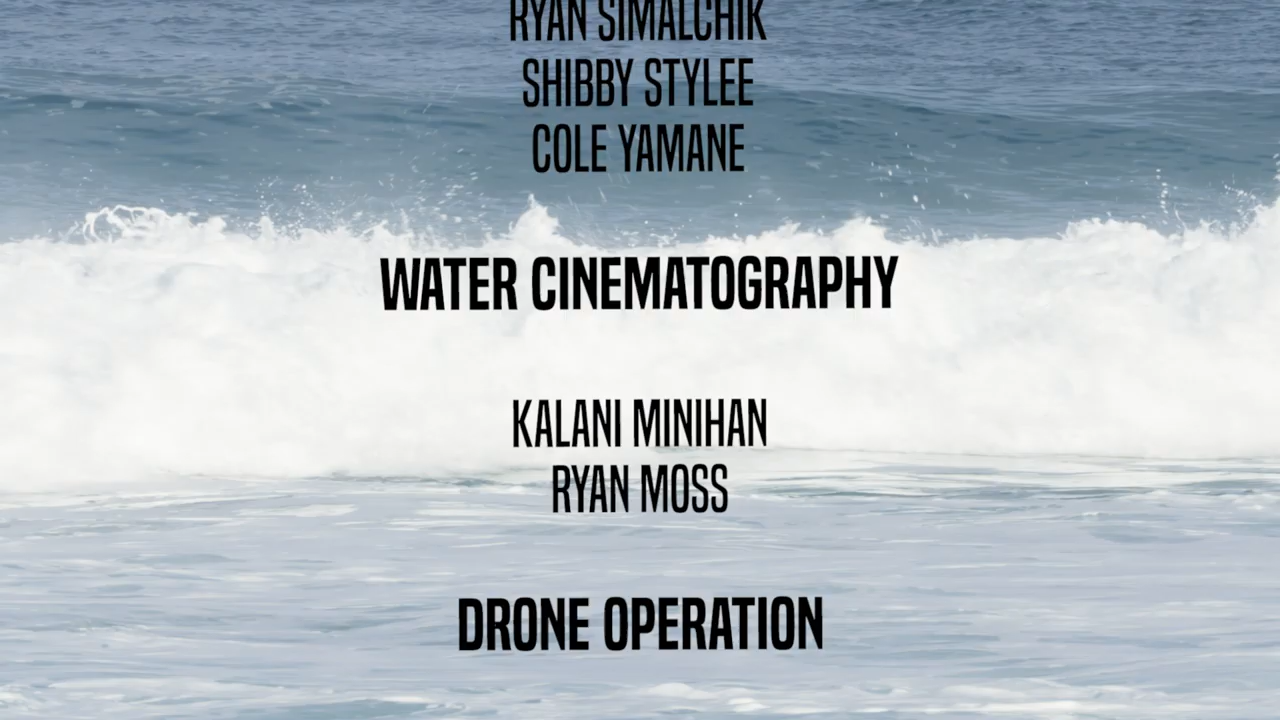 RYAN SIMALCHIK
SHIBBY STYLEE
COLE YAMANE
WATER CINEMATOGRAPHY
KALANI MINIHAN
RYAN MOSS
DRONE OPERATION